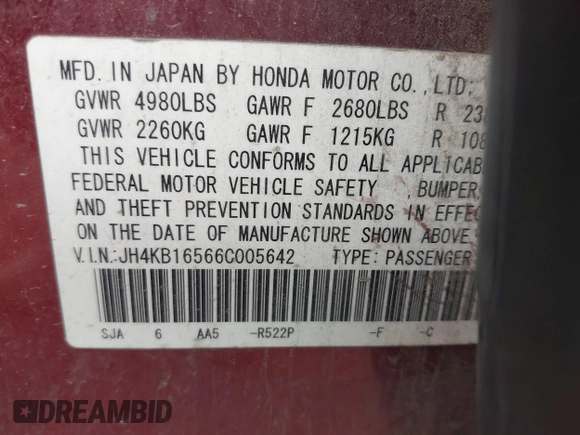 MFD. IN JAPAN BY HONDA MOTOR CO.,LTD:
GVWR 4980LBS GAWR F 2680LBS R
GVWR 2260KG GAWR F 1215KG R
THIS VEHICLE CONFORMS TO ALL
FEDERAL MOTOR VEHICLE SAFETY ,BUMPER,
AND THEFT PREVENTION STANDARDS IN
ON THE DATE OF MANUFACTURE SHOWN ABOVE
V.I.N.:JH4KB16566C005642 TYPE:PASSENGER
SJA 6 AA5 -R522P -F -C
DREAMBID